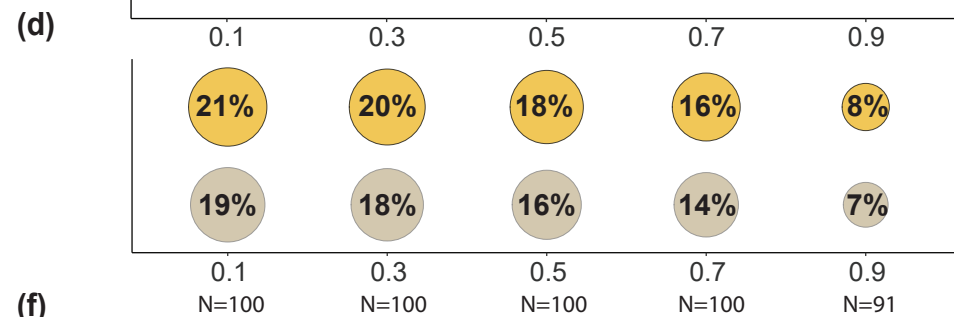 (d)
0.1 0.3 0.5 0.7 0.9
21% 20% 18% 16% 8%
19% 18% 16% 14% 7%
0.1 0.3 0.5 0.7 0.9
(f) N=100 N=100 N=100 N=100 N=91